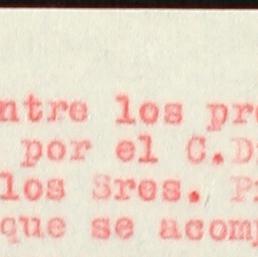 ntre los pr
por el C.D
los Sres. P
que se acom